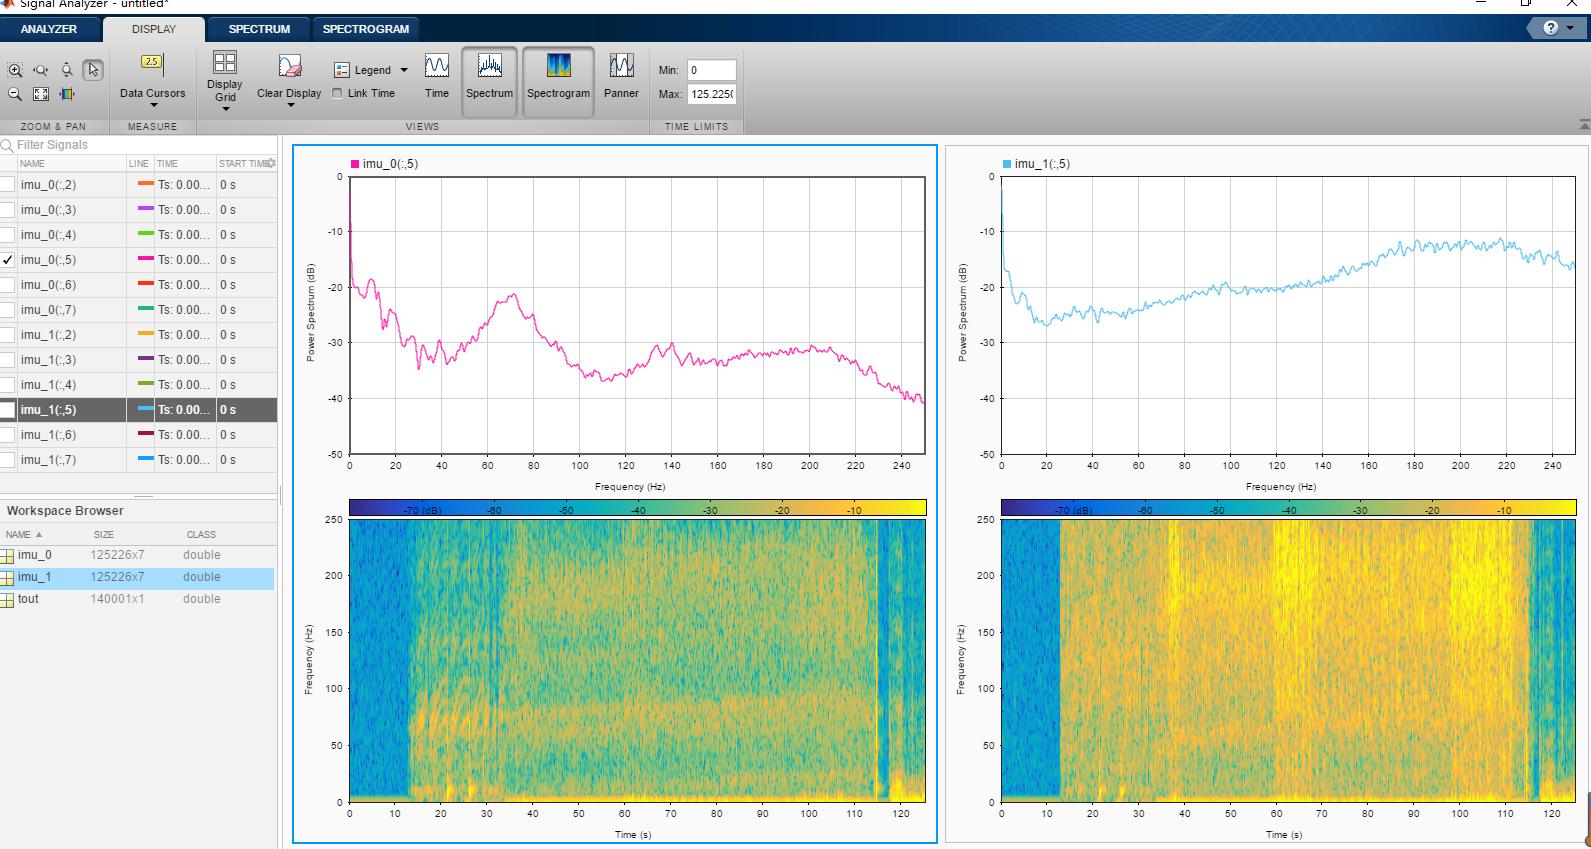 Signal Analyzer - untitled*
ANALYZER DISPLAY SPECTRUM SPECTROGRAM
?
2.5
Data Cursors
Display Grid
Clear Display
Legend
Link Time
Time
Spectrum
Spectrogram
Panner
Min: 0
Max: 125.225(
ZOOM & PAN MEASURE VIEWS TIME LIMITS
Filter Signals
NAME LINE TIME START TIME
imu_0(:,2) Ts: 0.00... 0 s
imu_0(:,3) Ts: 0.00... 0 s
imu_0(:,4) Ts: 0.00... 0 s
imu_0(:,5) Ts: 0.00... 0 s
imu_0(:,6) Ts: 0.00... 0 s
imu_0(:,7) Ts: 0.00... 0 s
imu_1(:,2) Ts: 0.00... 0 s
imu_1(:,3) Ts: 0.00... 0 s
imu_1(:,4) Ts: 0.00... 0 s
imu_1(:,5) Ts: 0.00... 0 s
imu_1(:,6) Ts: 0.00... 0 s
imu_1(:,7) Ts: 0.00... 0 s
Workspace Browser
NAME SIZE CLASS
imu_0 125226x7 double
imu_1 125226x7 double
tout 140001x1 double
imu_0(:,5)
Power Spectrum (dB)
0
-10
-20
-30
-40
-50
0 20 40 60 80 100 120 140 160 180 200 220 240
Frequency (Hz)
-70 (dB) -60 -50 -40 -30 -20 -10
Frequency (Hz)
250
200
150
100
50
0
0 10 20 30 40 50 60 70 80 90 100 110 120
Time (s)
imu_1(:,5)
Power Spectrum (dB)
0
-10
-20
-30
-40
-50
0 20 40 60 80 100 120 140 160 180 200 220 240
Frequency (Hz)
-70 (dB) -60 -50 -40 -30 -20 -10
Frequency (Hz)
250
200
150
100
50
0
0 10 20 30 40 50 60 70 80 90 100 110 120
Time (s)